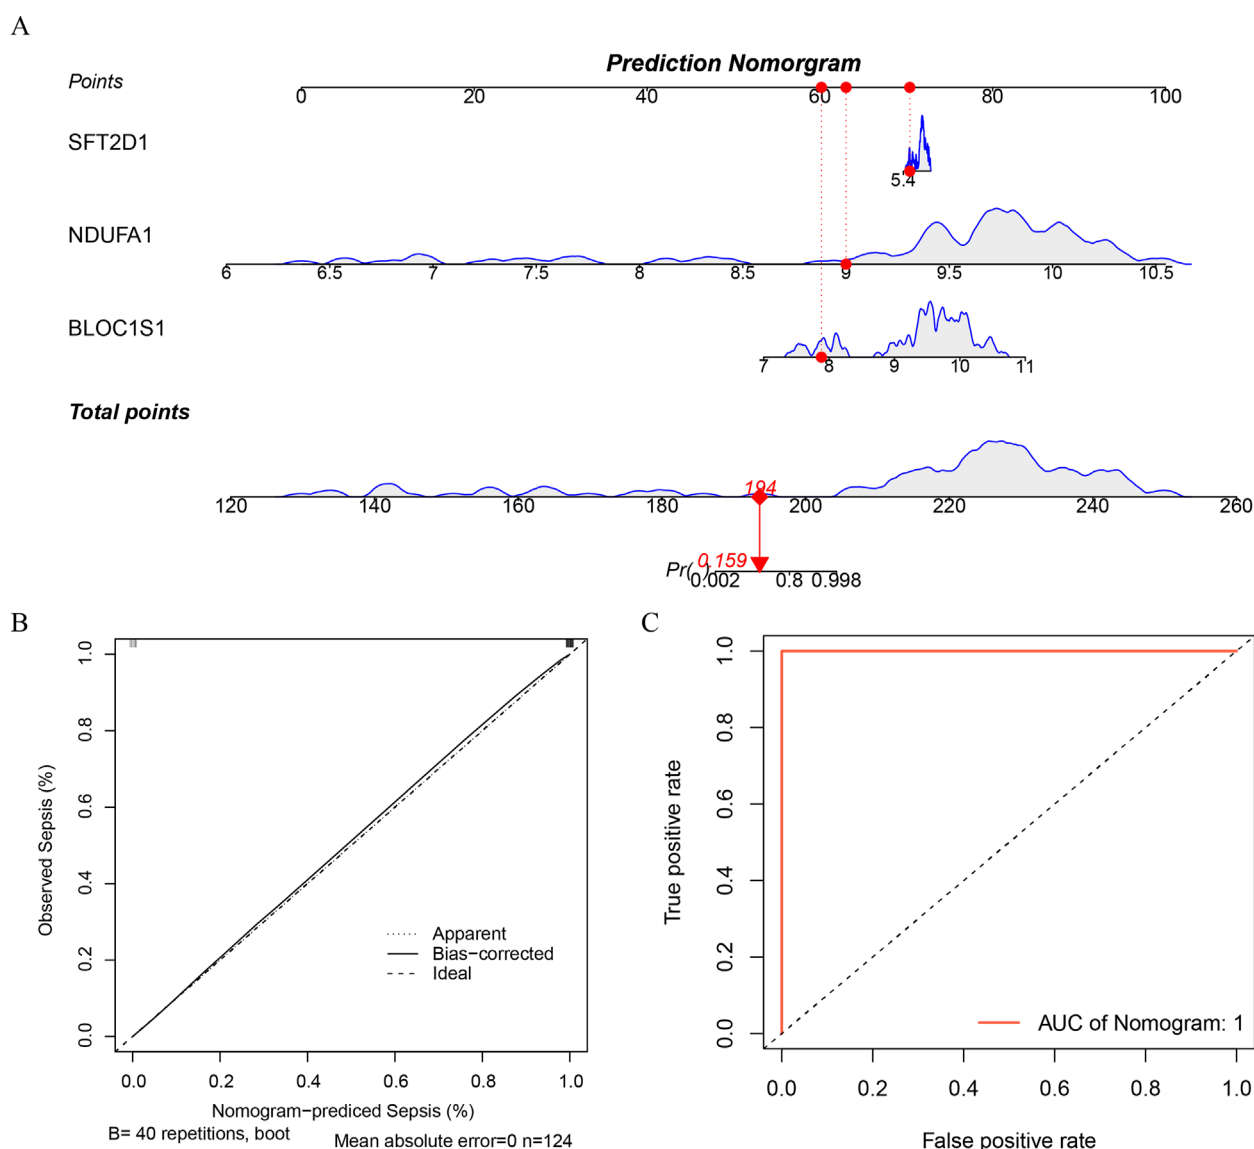 A
Prediction Nomorgram
Points
0 20 40 60 80 100
SFT2D1
5.4
NDUFA1
6 6.5 7 7.5 8 8.5 9 9.5 10 10.5
BLOC1S1
7 8 9 10 11
Total points
194
120 140 160 180 200 220 240 260
0.159
Pr( )
0.002 0.8 0.998
B
Observed Sepsis (%)
1.0
0.8
0.6
0.4
0.2
0.0
Apparent
Bias-corrected
Ideal
0.0 0.2 0.4 0.6 0.8 1.0
Nomogram-prediced Sepsis (%)
B= 40 repetitions, boot
Mean absolute error=0 n=124
C
True positive rate
1.0
0.8
0.6
0.4
0.2
0.0
AUC of Nomogram: 1
0.0 0.2 0.4 0.6 0.8 1.0
False positive rate